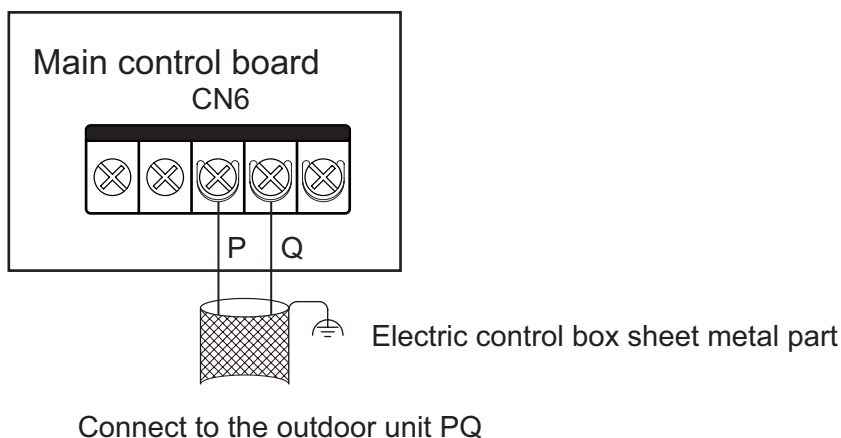 Main control board
CN6
P Q
Electric control box sheet metal part
Connect to the outdoor unit PQ